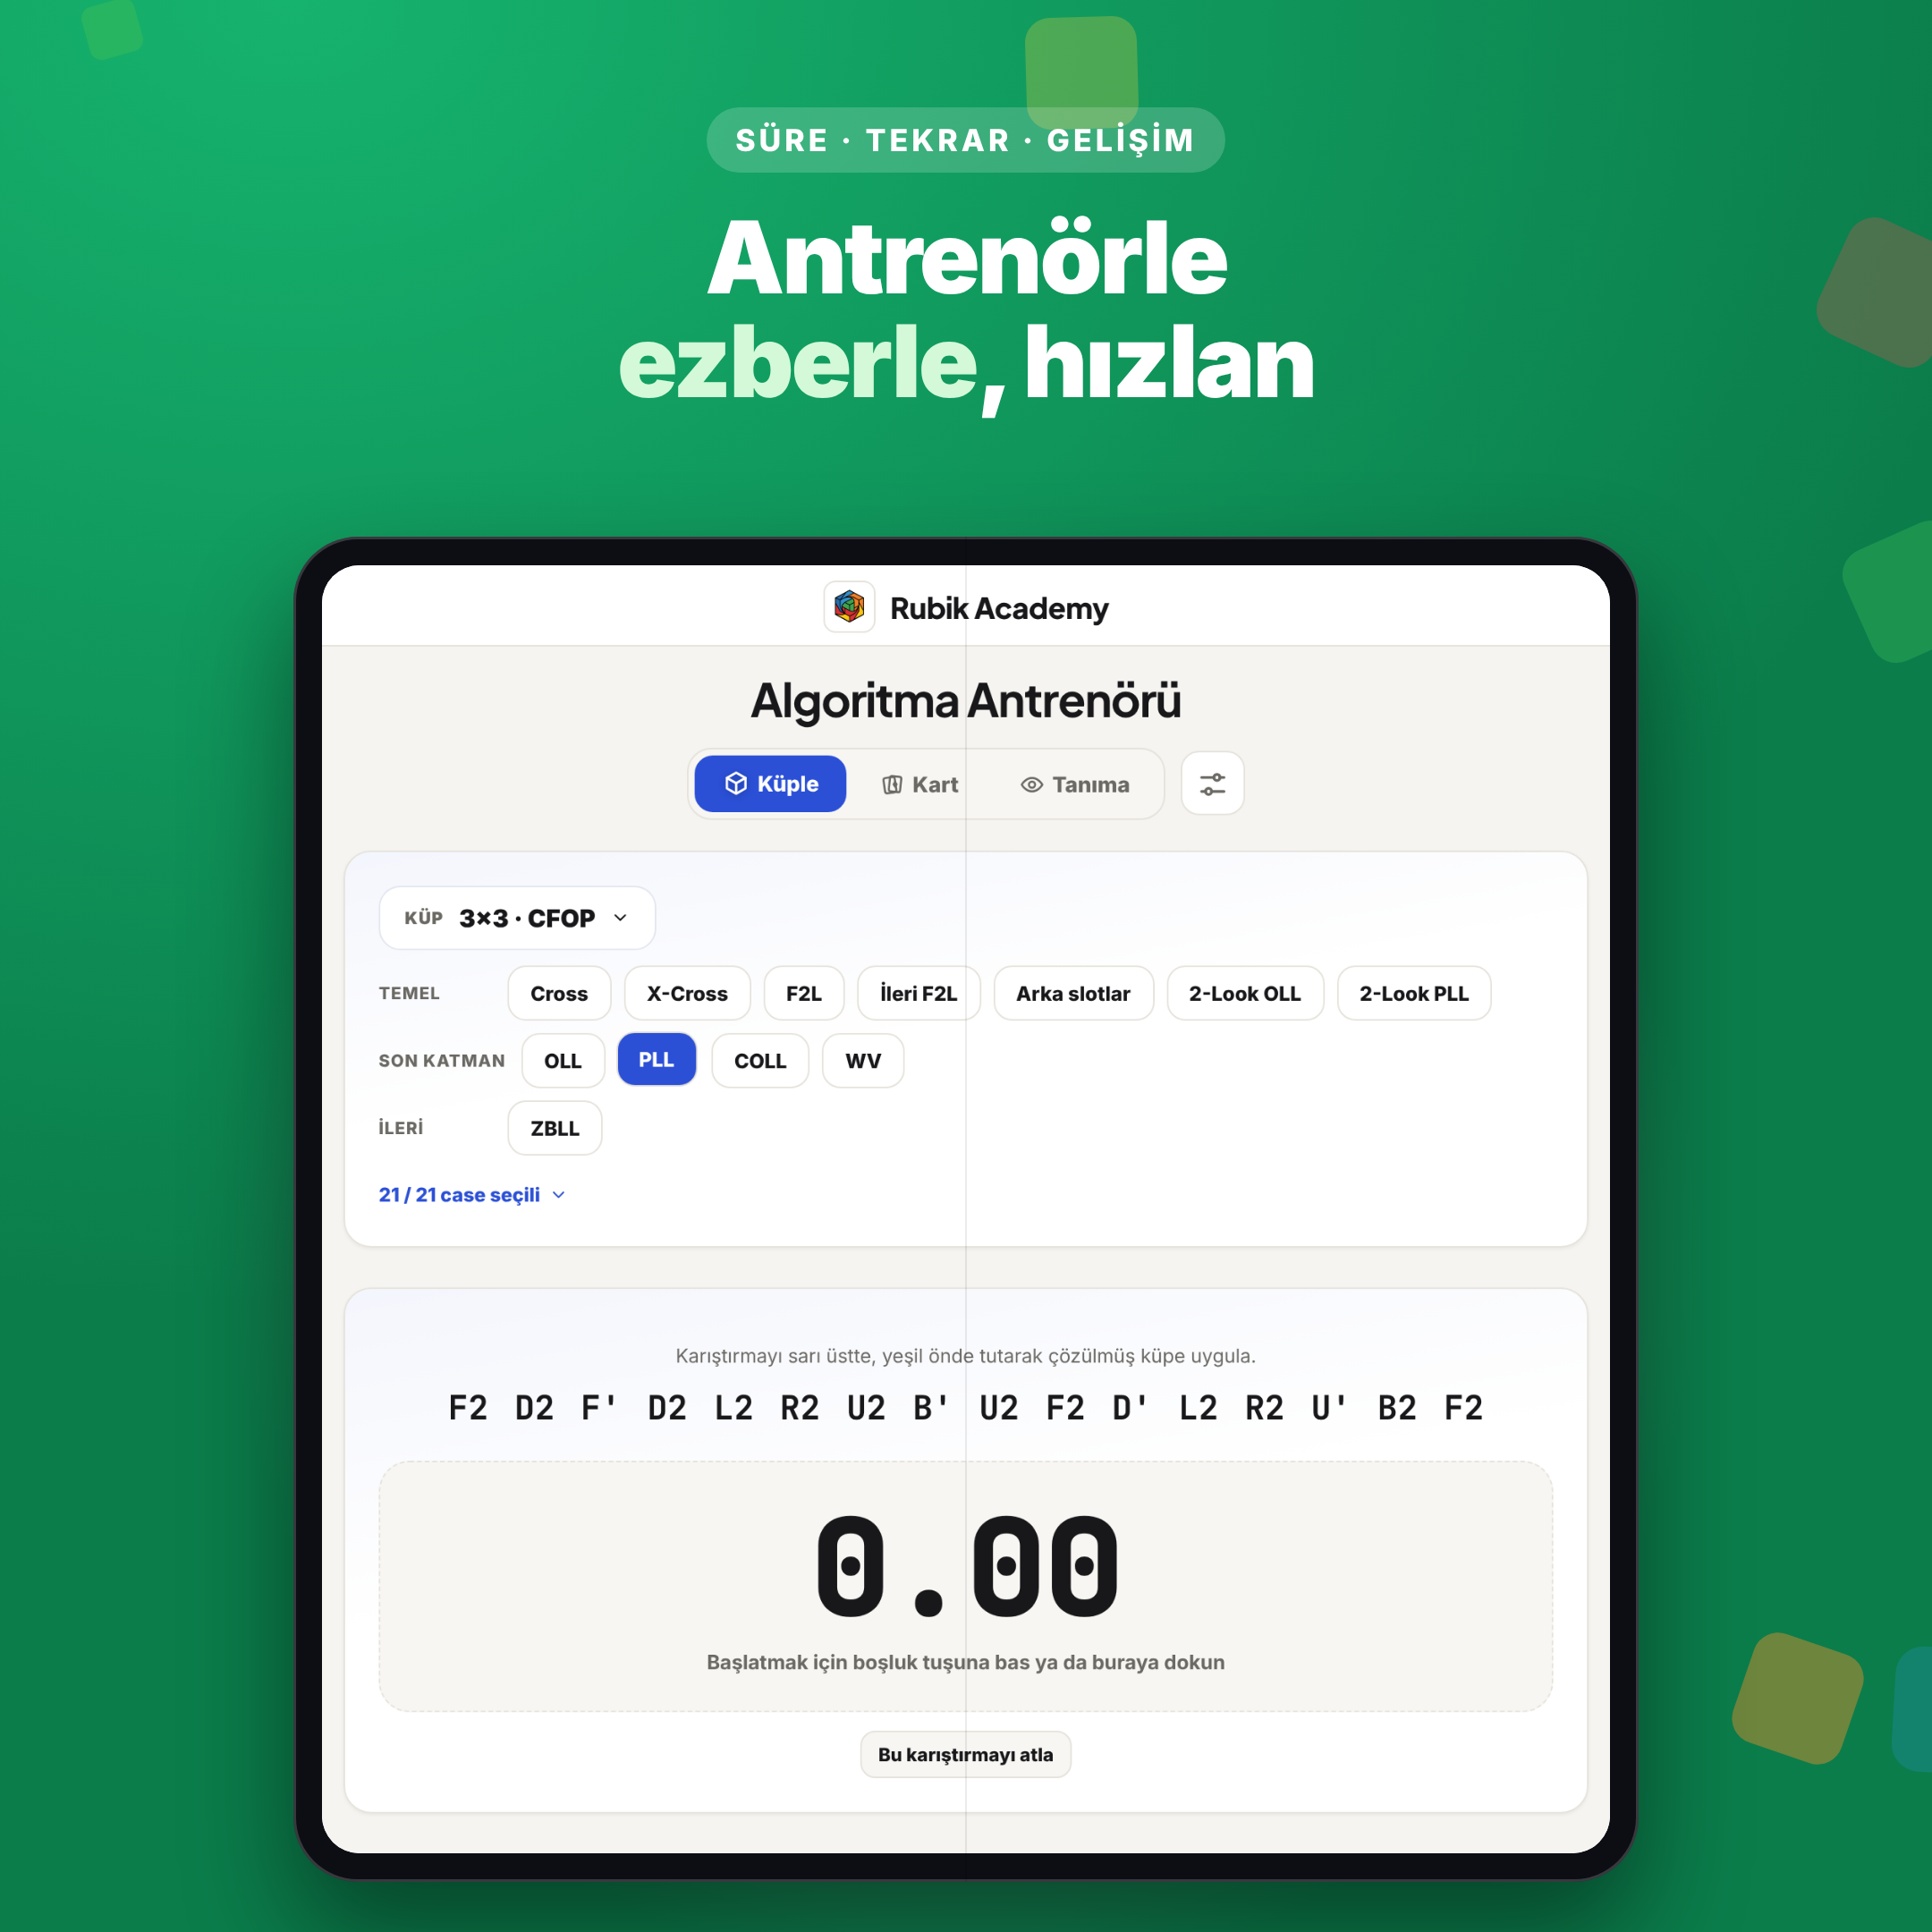 SÜRE · TEKRAR · GELİŞİM
Antrenörle
ezberle, hızlan
Rubik Academy
Algoritma Antrenörü
Küple Kart Tanıma
KÜP 3×3 · CFOP
TEMEL Cross X-Cross F2L İleri F2L Arka slotlar 2-Look OLL 2-Look PLL
SON KATMAN OLL PLL COLL WV
İLERİ ZBLL
21 / 21 case seçili
Karıştırmayı sarı üstte, yeşil önde tutarak çözülmüş küpe uygula.
F2 D2 F' D2 L2 R2 U2 B' U2 F2 D' L2 R2 U' B2 F2
0.00
Başlatmak için boşluk tuşuna bas ya da buraya dokun
Bu karıştırmayı atla